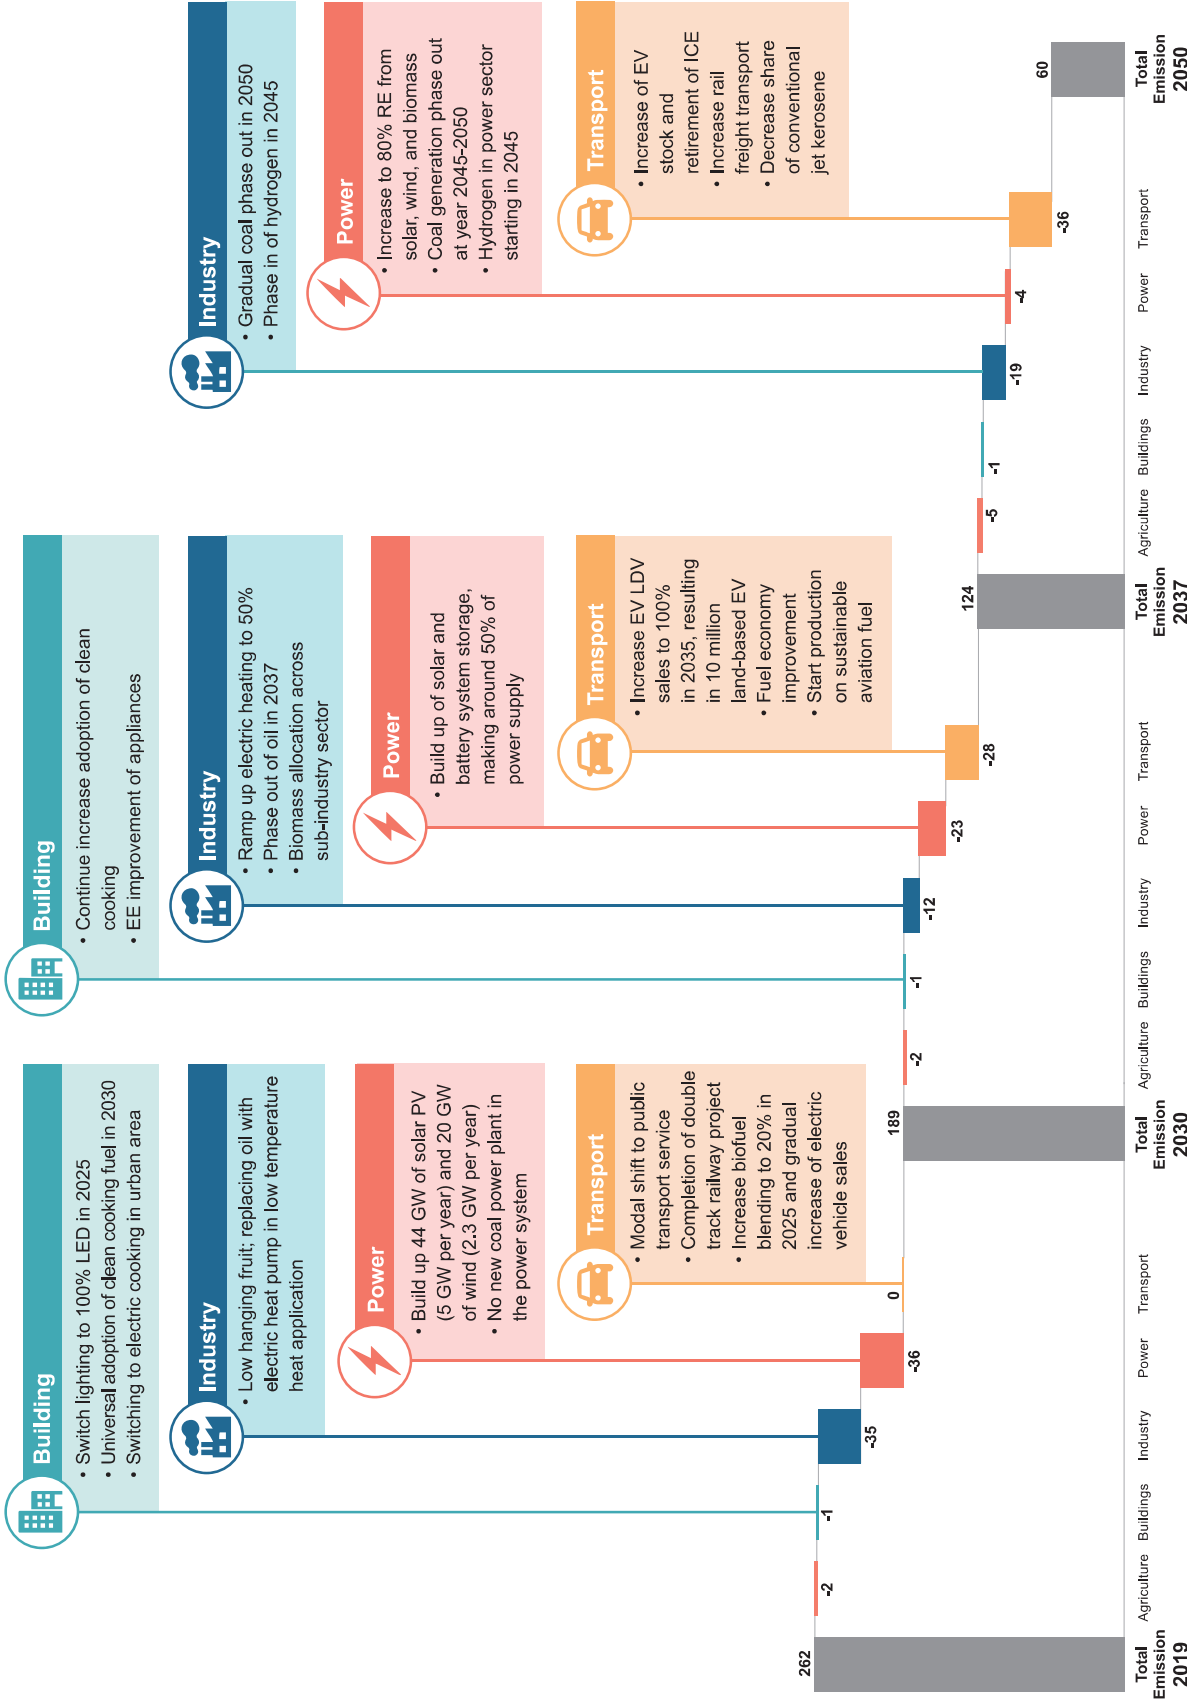 Building
• Switch lighting to 100% LED in 2025
• Universal adoption of clean cooking fuel in 2030
• Switching to electric cooking in urban area
Industry
• Low hanging fruit; replacing oil with
electric heat pump in low temperature
heat application
Power
• Build up 44 GW of solar PV
(5 GW per year) and 20 GW
of wind (2.3 GW per year)
• No new coal power plant in
the power system
Transport
• Modal shift to public
transport service
• Completion of double
track railway project
• Increase biofuel
blending to 20% in
2025 and gradual
increase of electric
vehicle sales
Building
• Continue increase adoption of clean
cooking
• EE improvement of appliances
Industry
• Ramp up electric heating to 50%
• Phase out of oil in 2037
• Biomass allocation across
sub-industry sector
Power
• Build up of solar and
battery system storage,
making around 50% of
power supply
Transport
• Increase EV LDV
sales to 100%
in 2035, resulting
in 10 million
land-based EV
• Fuel economy
improvement
• Start production
on sustainable
aviation fuel
Industry
• Gradual coal phase out in 2050
• Phase in of hydrogen in 2045
Power
• Increase to 80% RE from
solar, wind, and biomass
• Coal generation phase out
at year 2045-2050
• Hydrogen in power sector
starting in 2045
Transport
• Increase of EV
stock and
retirement of ICE
• Increase rail
freight transport
• Decrease share
of conventional
jet kerosene
262
-2
-1
-35
-36
0
189
-2
-1
-12
-23
-28
124
-5
-1
-19
-4
-36
60
Total
Emission
2019
Agriculture
Buildings
Industry
Power
Transport
Total
Emission
2030
Agriculture
Buildings
Industry
Power
Transport
Total
Emission
2037
Agriculture
Buildings
Industry
Power
Transport
Total
Emission
2050